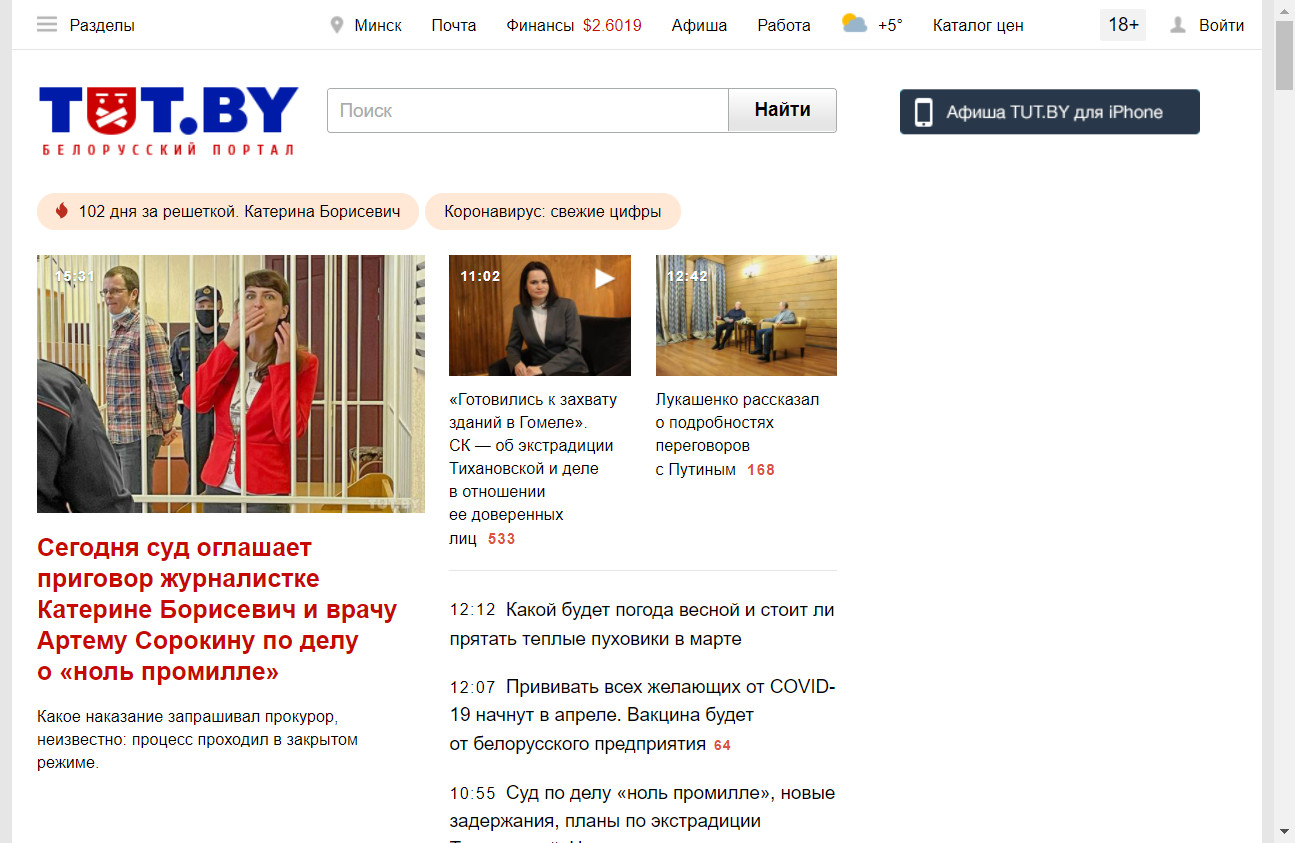 Разделы
Минск
Почта
Финансы $2.6019
Афиша
Работа
+5°
Каталог цен
18+
Войти
TUT.BY
БЕЛОРУССКИЙ ПОРТАЛ
Поиск
Найти
Афиша TUT.BY для iPhone
102 дня за решеткой. Катерина Борисевич
Коронавирус: свежие цифры
15:31
TUT.BY
Сегодня суд оглашает
приговор журналистке
Катерине Борисевич и врачу
Артему Сорокину по делу
о «ноль промилле»
Какое наказание запрашивал прокурор,
неизвестно: процесс проходил в закрытом
режиме.
11:02
«Готовились к захвату
зданий в Гомеле».
СК — об экстрадиции
Тихановской и деле
в отношении
ее доверенных
лиц 533
12:42
Лукашенко рассказал
о подробностях
переговоров
с Путиным 168
12:12 Какой будет погода весной и стоит ли
прятать теплые пуховики в марте
12:07 Прививать всех желающих от COVID-
19 начнут в апреле. Вакцина будет
от белорусского предприятия 64
10:55 Суд по делу «ноль промилле», новые
задержания, планы по экстрадиции